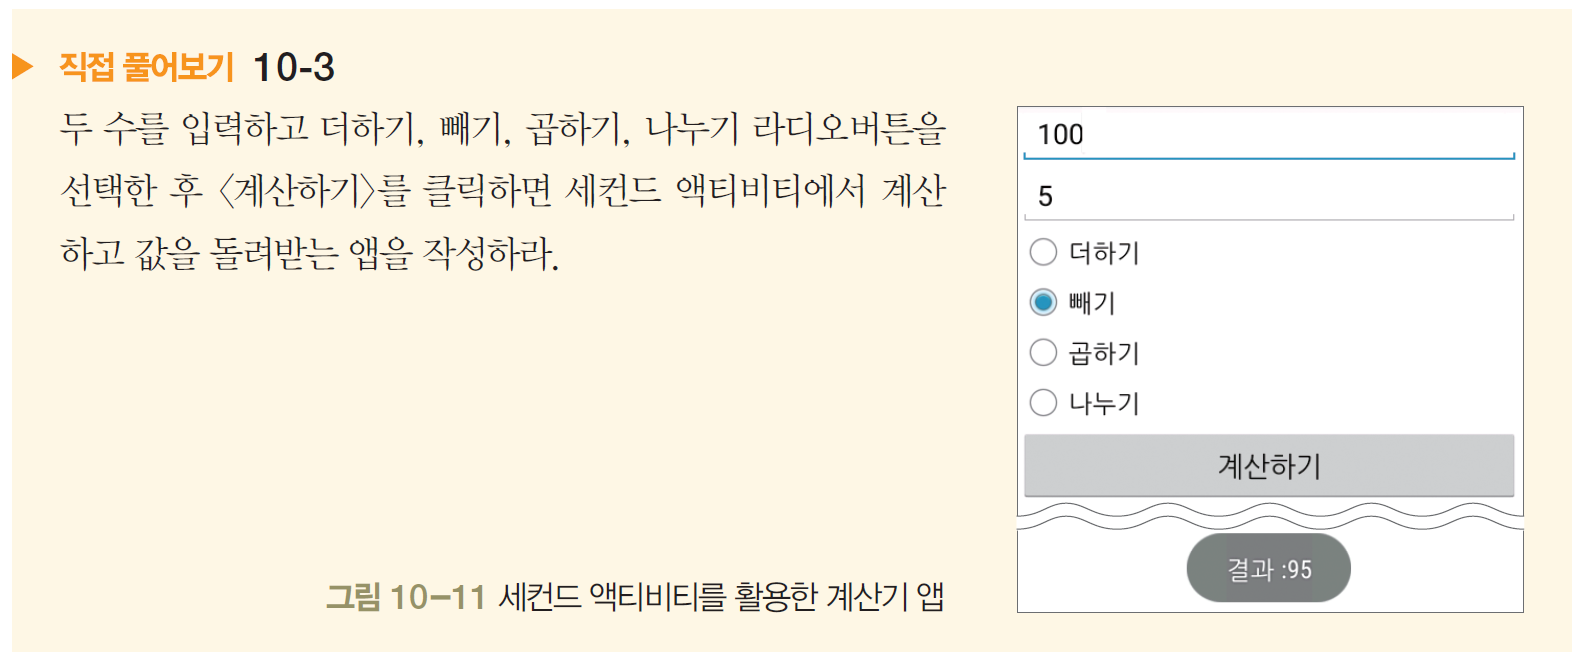 직접 풀어보기 10-3
두 수를 입력하고 더하기, 빼기, 곱하기, 나누기 라디오버튼을
선택한 후 〈계산하기〉를 클릭하면 세컨드 액티비티에서 계산
하고 값을 돌려받는 앱을 작성하라.
그림 10-11 세컨드 액티비티를 활용한 계산기 앱
100
5
더하기
빼기
곱하기
나누기
계산하기
결과 :95